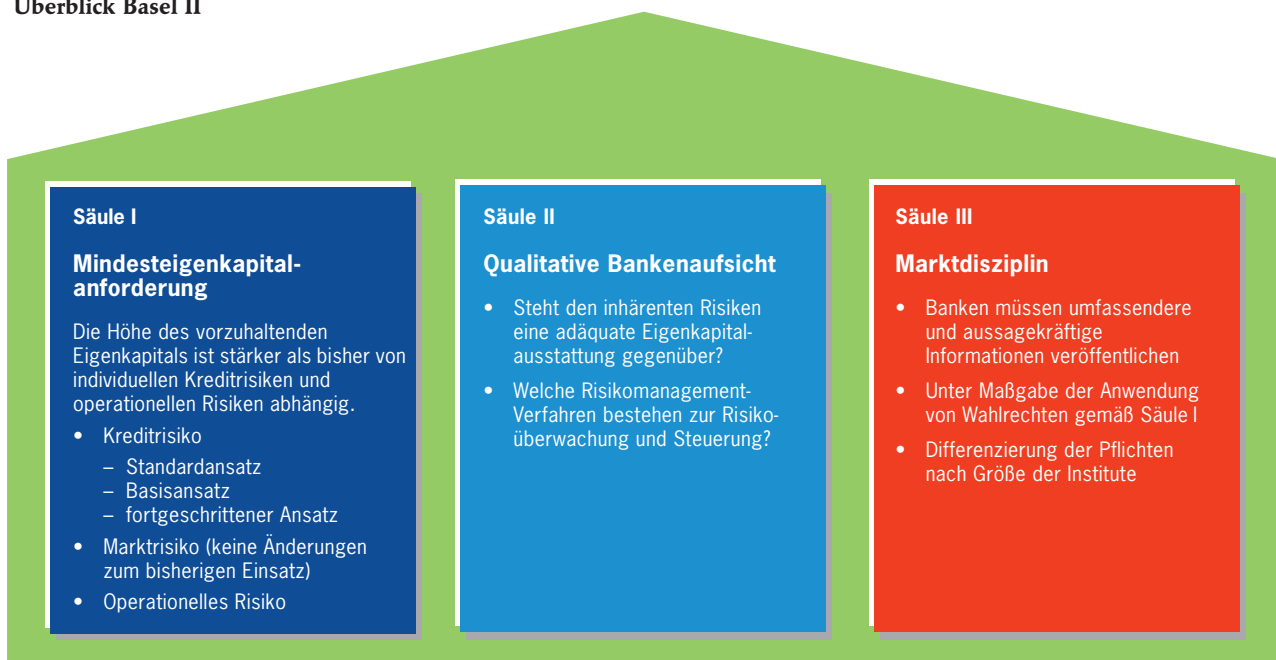 Überblick Basel II
Säule I
Mindesteigenkapital-
anforderung
Die Höhe des vorzuhaltenden
Eigenkapitals ist stärker als bisher von
individuellen Kreditrisiken und
operationellen Risiken abhängig.
• Kreditrisiko
– Standardansatz
– Basisansatz
– fortgeschrittener Ansatz
• Marktrisiko (keine Änderungen
zum bisherigen Einsatz)
• Operationelles Risiko
Säule II
Qualitative Bankenaufsicht
• Steht den inhärenten Risiken
eine adäquate Eigenkapital-
ausstattung gegenüber?
• Welche Risikomanagement-
Verfahren bestehen zur Risiko-
überwachung und Steuerung?
Säule III
Marktdisziplin
• Banken müssen umfassendere
und aussagekräftige
Informationen veröffentlichen
• Unter Maßgabe der Anwendung
von Wahlrechten gemäß Säule I
• Differenzierung der Pflichten
nach Größe der Institute